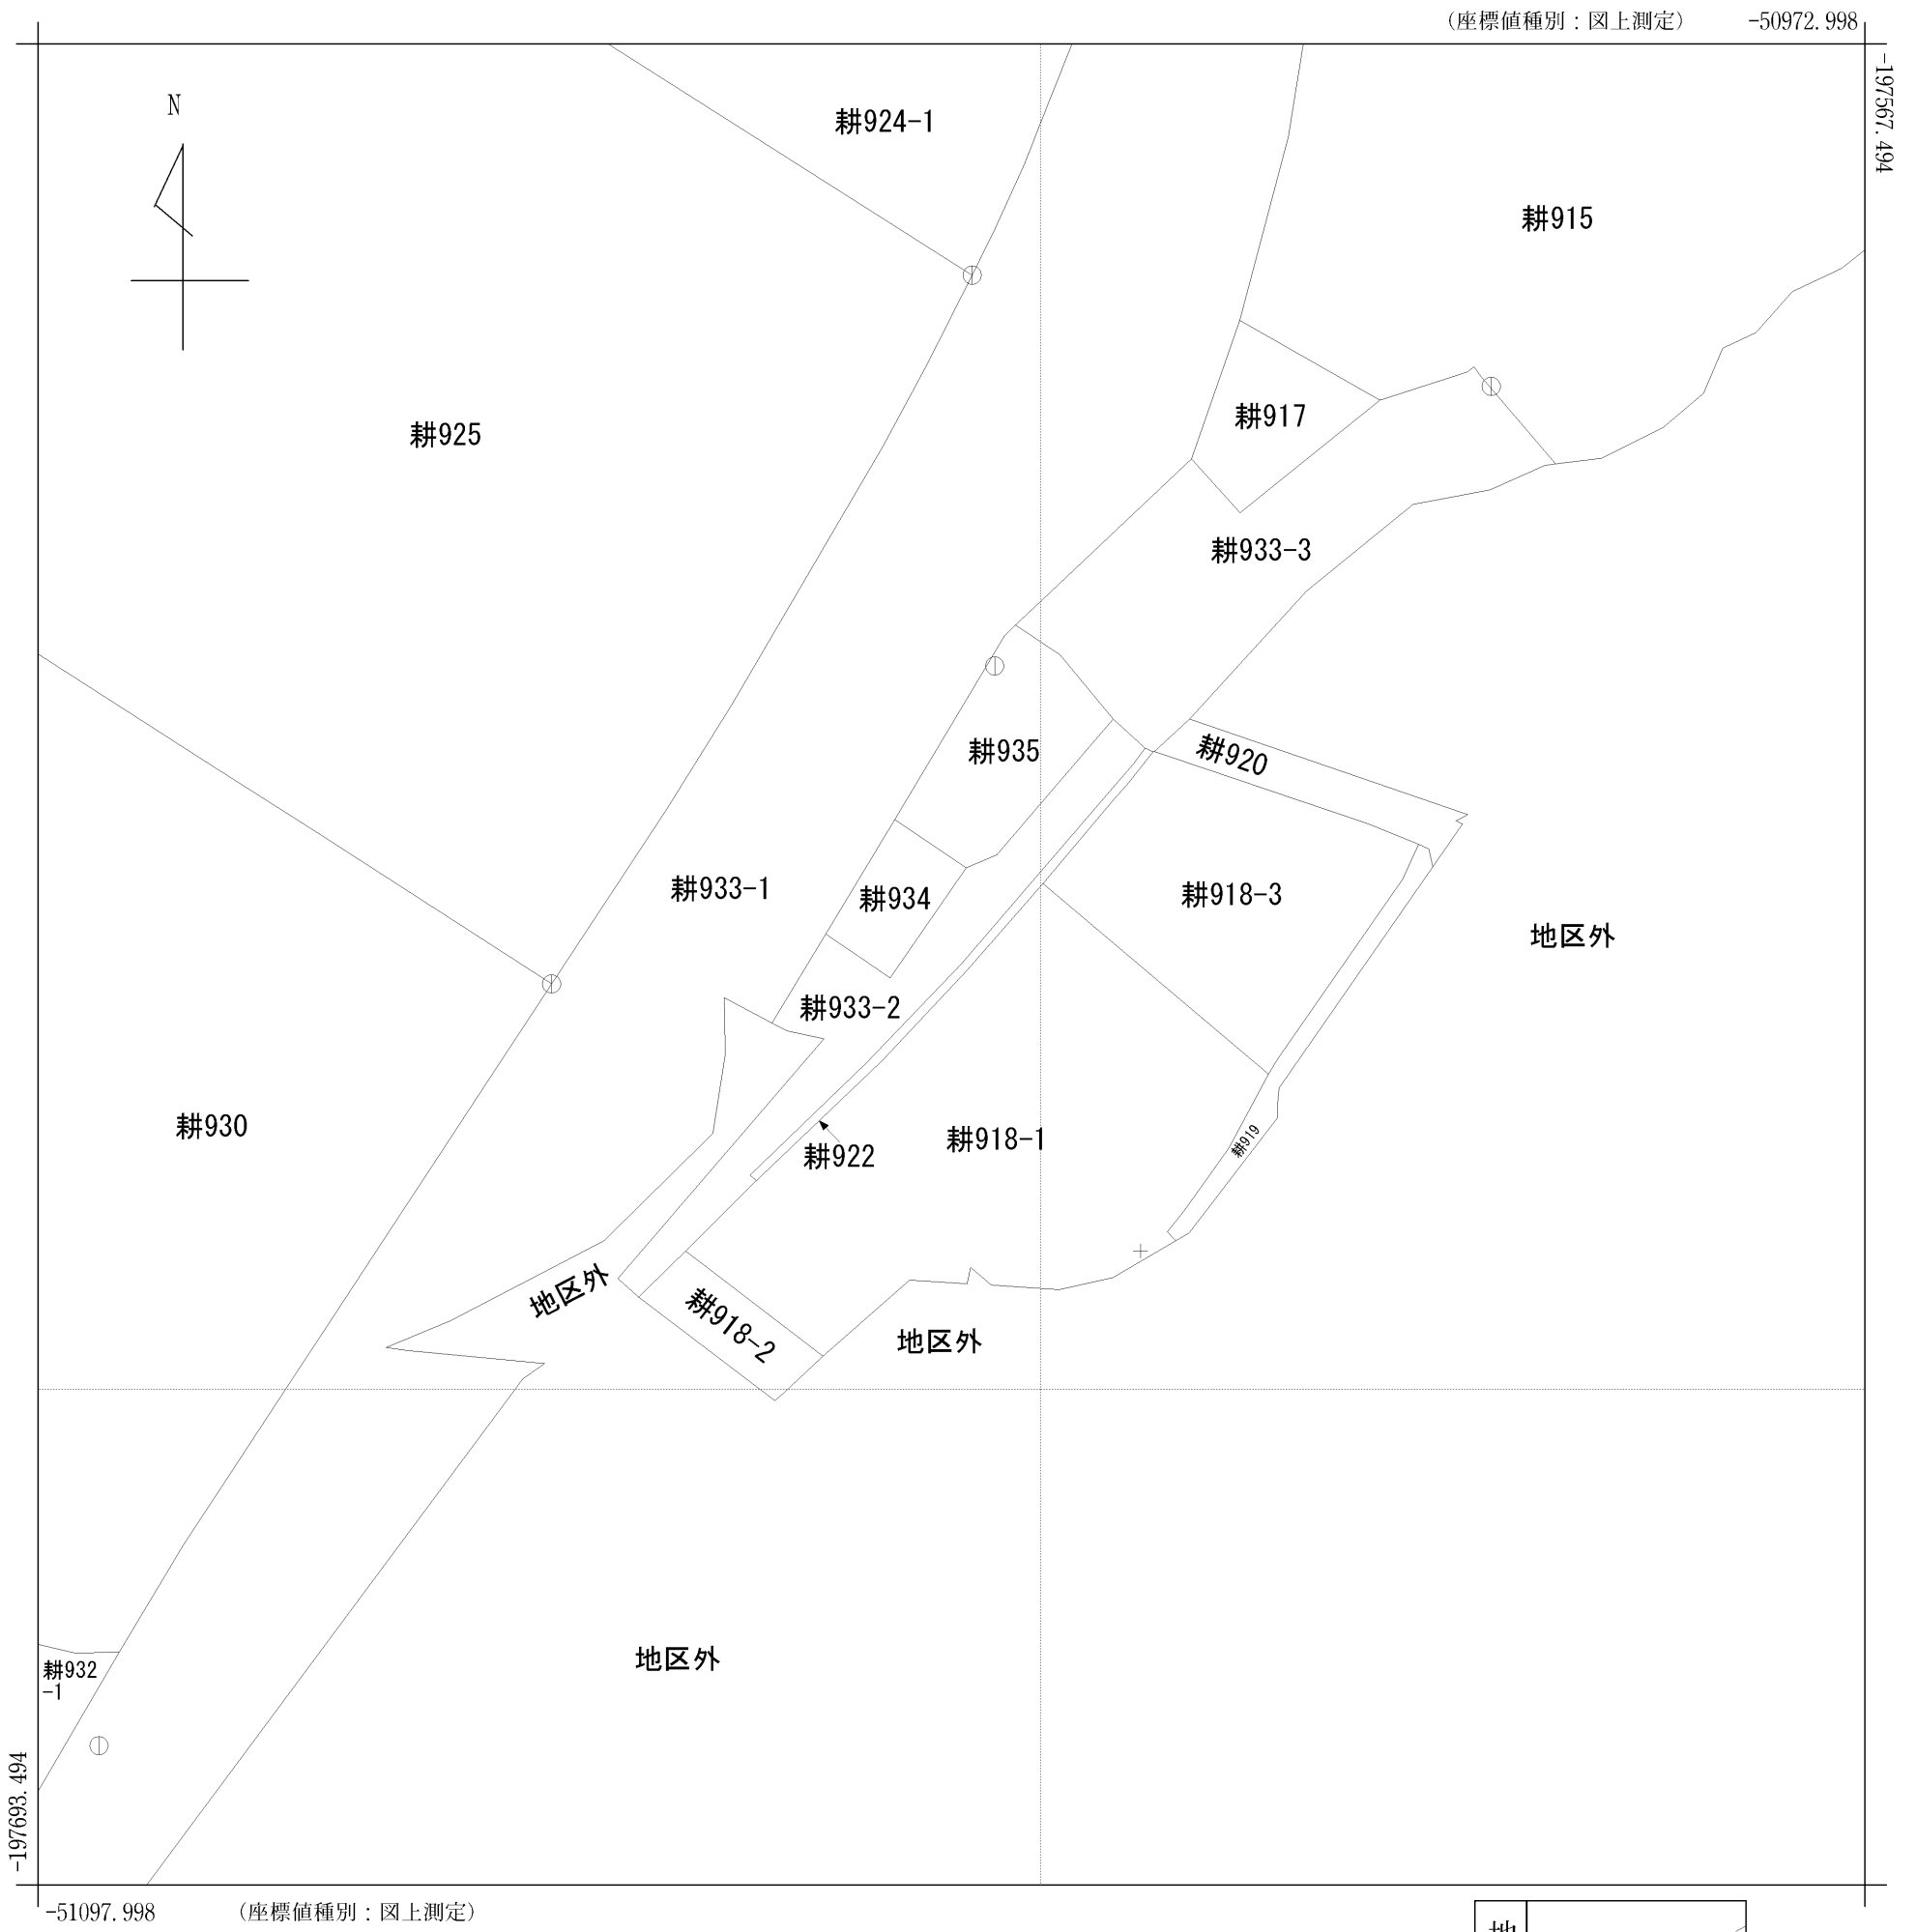 (座標値種別：図上測定) -50972.998
-197567.494
N
耕924-1
耕915
耕917
耕925
耕933-3
耕935
耕920
耕933-1
耕934
耕918-3
地区外
耕933-2
耕930
耕922
耕918-1
耕919
地区外
耕918-2
地区外
地区外
耕932
-1
-197693.494
-51097.998 (座標値種別：図上測定)
地